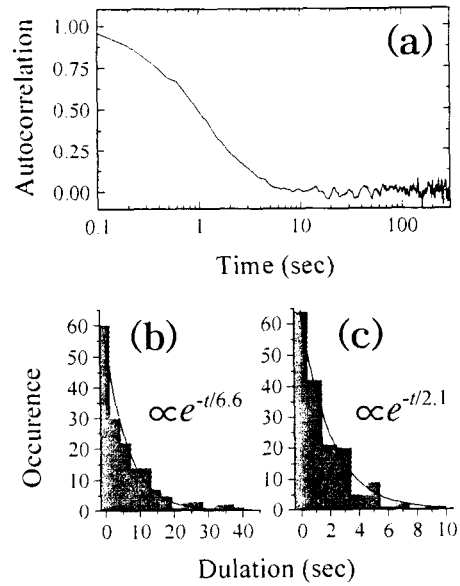 (a)
1.00
0.75
0.50
0.25
0.00
Autocorrelation
0.1 1 10 100
Time (sec)
(b)
(c)
60
50
40
30
20
10
0
∝e^-t/6.6
60
50
40
30
20
10
0
∝e^-t/2.1
Occurence
0 10 20 30 40
0 2 4 6 8 10
Dulation (sec)